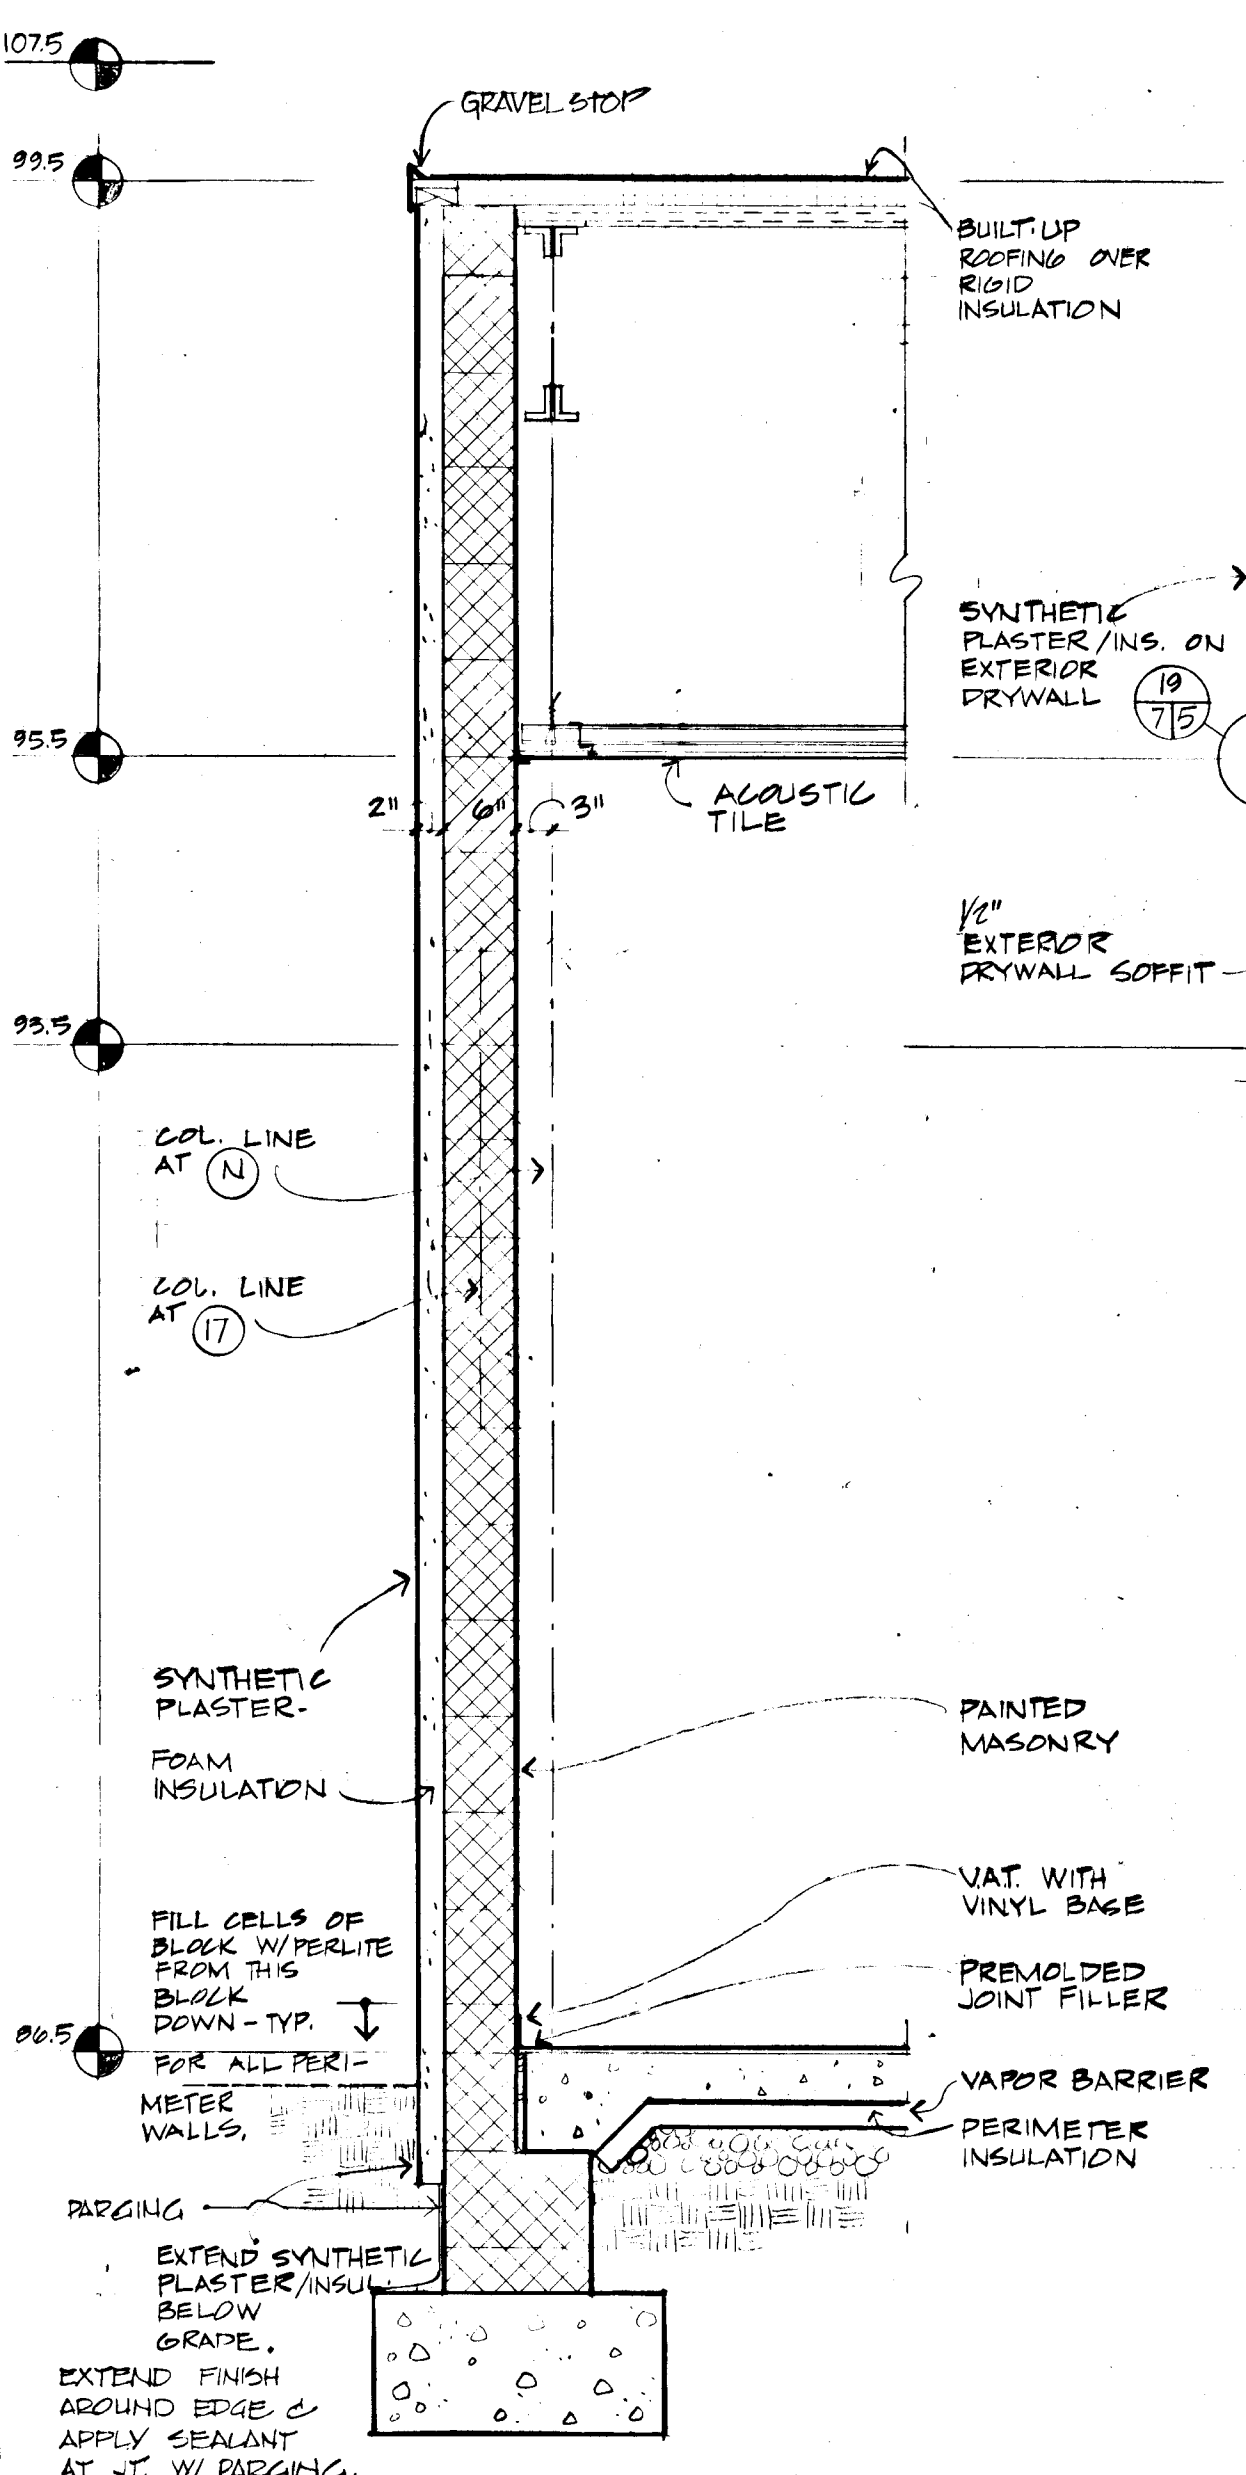 107.5
GRAVEL STOP
99.5
BUILT-UP
ROOFING OVER
RIGID
INSULATION
SYNTHETIC
PLASTER/INS. ON
EXTERIOR
DRYWALL
19
7|5
95.5
2" 6" 3"
ACOUSTIC
TILE
1/2"
EXTERIOR
DRYWALL SOFFIT
93.5
COL. LINE
AT N
COL. LINE
AT 17
SYNTHETIC
PLASTER-
FOAM
INSULATION
PAINTED
MASONRY
V.A.T. WITH
VINYL BASE
FILL CELLS OF
BLOCK W/PERLITE
FROM THIS
BLOCK
DOWN-TYP.
FOR ALL PERI-
METER
WALLS.
PREMOLDED
JOINT FILLER
86.5
VAPOR BARRIER
PERIMETER
INSULATION
PARGING
EXTEND SYNTHETIC
PLASTER/INSUL.
BELOW
GRADE.
EXTEND FINISH
AROUND EDGE &
APPLY SEALANT
AT JT. W/ PARGING.